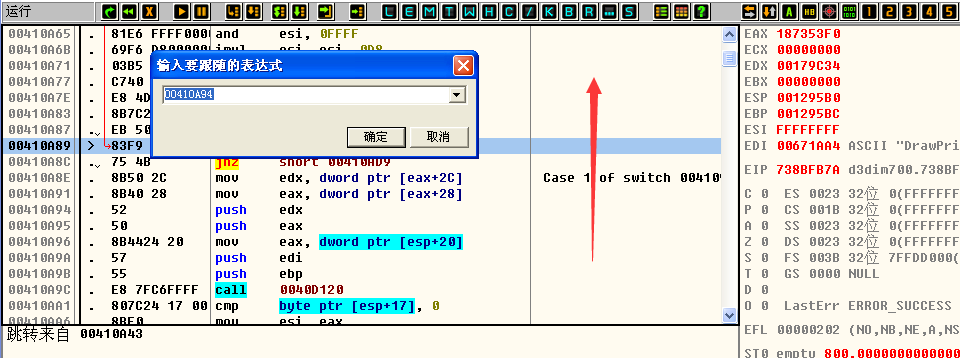 运行
L E M T W H C / K B R ... S
A HB 1 2 3 4 5
00410A65 . 81E6 FFFF000 and esi, 0FFFF
00410A6B . 69F6 D8000000
00410A71 . 03B5
00410A77 . C740
00410A7E . E8 4D
00410A83 . 8B7C2
00410A87 . EB 50
00410A89 > 83F9
00410A8C . 75 4B jnz short 00410AD9
00410A8E . 8B50 2C mov edx, dword ptr [eax+2C] Case 1 of switch 00410
00410A91 . 8B40 28 mov eax, dword ptr [eax+28]
00410A94 . 52 push edx
00410A95 . 50 push eax
00410A96 . 8B4424 20 mov eax, dword ptr [esp+20]
00410A9A . 57 push edi
00410A9B . 55 push ebp
00410A9C . E8 7FC6FFFF call 0040D120
00410AA1 . 807C24 17 00 cmp byte ptr [esp+17], 0
00410AA6 . 8BF0 mov esi, eax
跳转来自 00410A43
输入要跟随的表达式
00410A94
确定 取消
EAX 187353F0
ECX 00000000
EDX 00179C34
EBX 00000000
ESP 001295B0
EBP 001295BC
ESI FFFFFFFF
EDI 00671AA4 ASCII "DrawPri
EIP 738BFB7A d3dim700.738BF
C 0 ES 0023 32位 0(FFFFFFF
P 0 CS 001B 32位 0(FFFFFFF
A 0 SS 0023 32位 0(FFFFFFF
Z 0 DS 0023 32位 0(FFFFFFF
S 0 FS 003B 32位 7FFDD000(
T 0 GS 0000 NULL
D 0
O 0 LastErr ERROR_SUCCESS
EFL 00000202 (NO,NB,NE,A,NS
ST0 empty 800.0000000000000